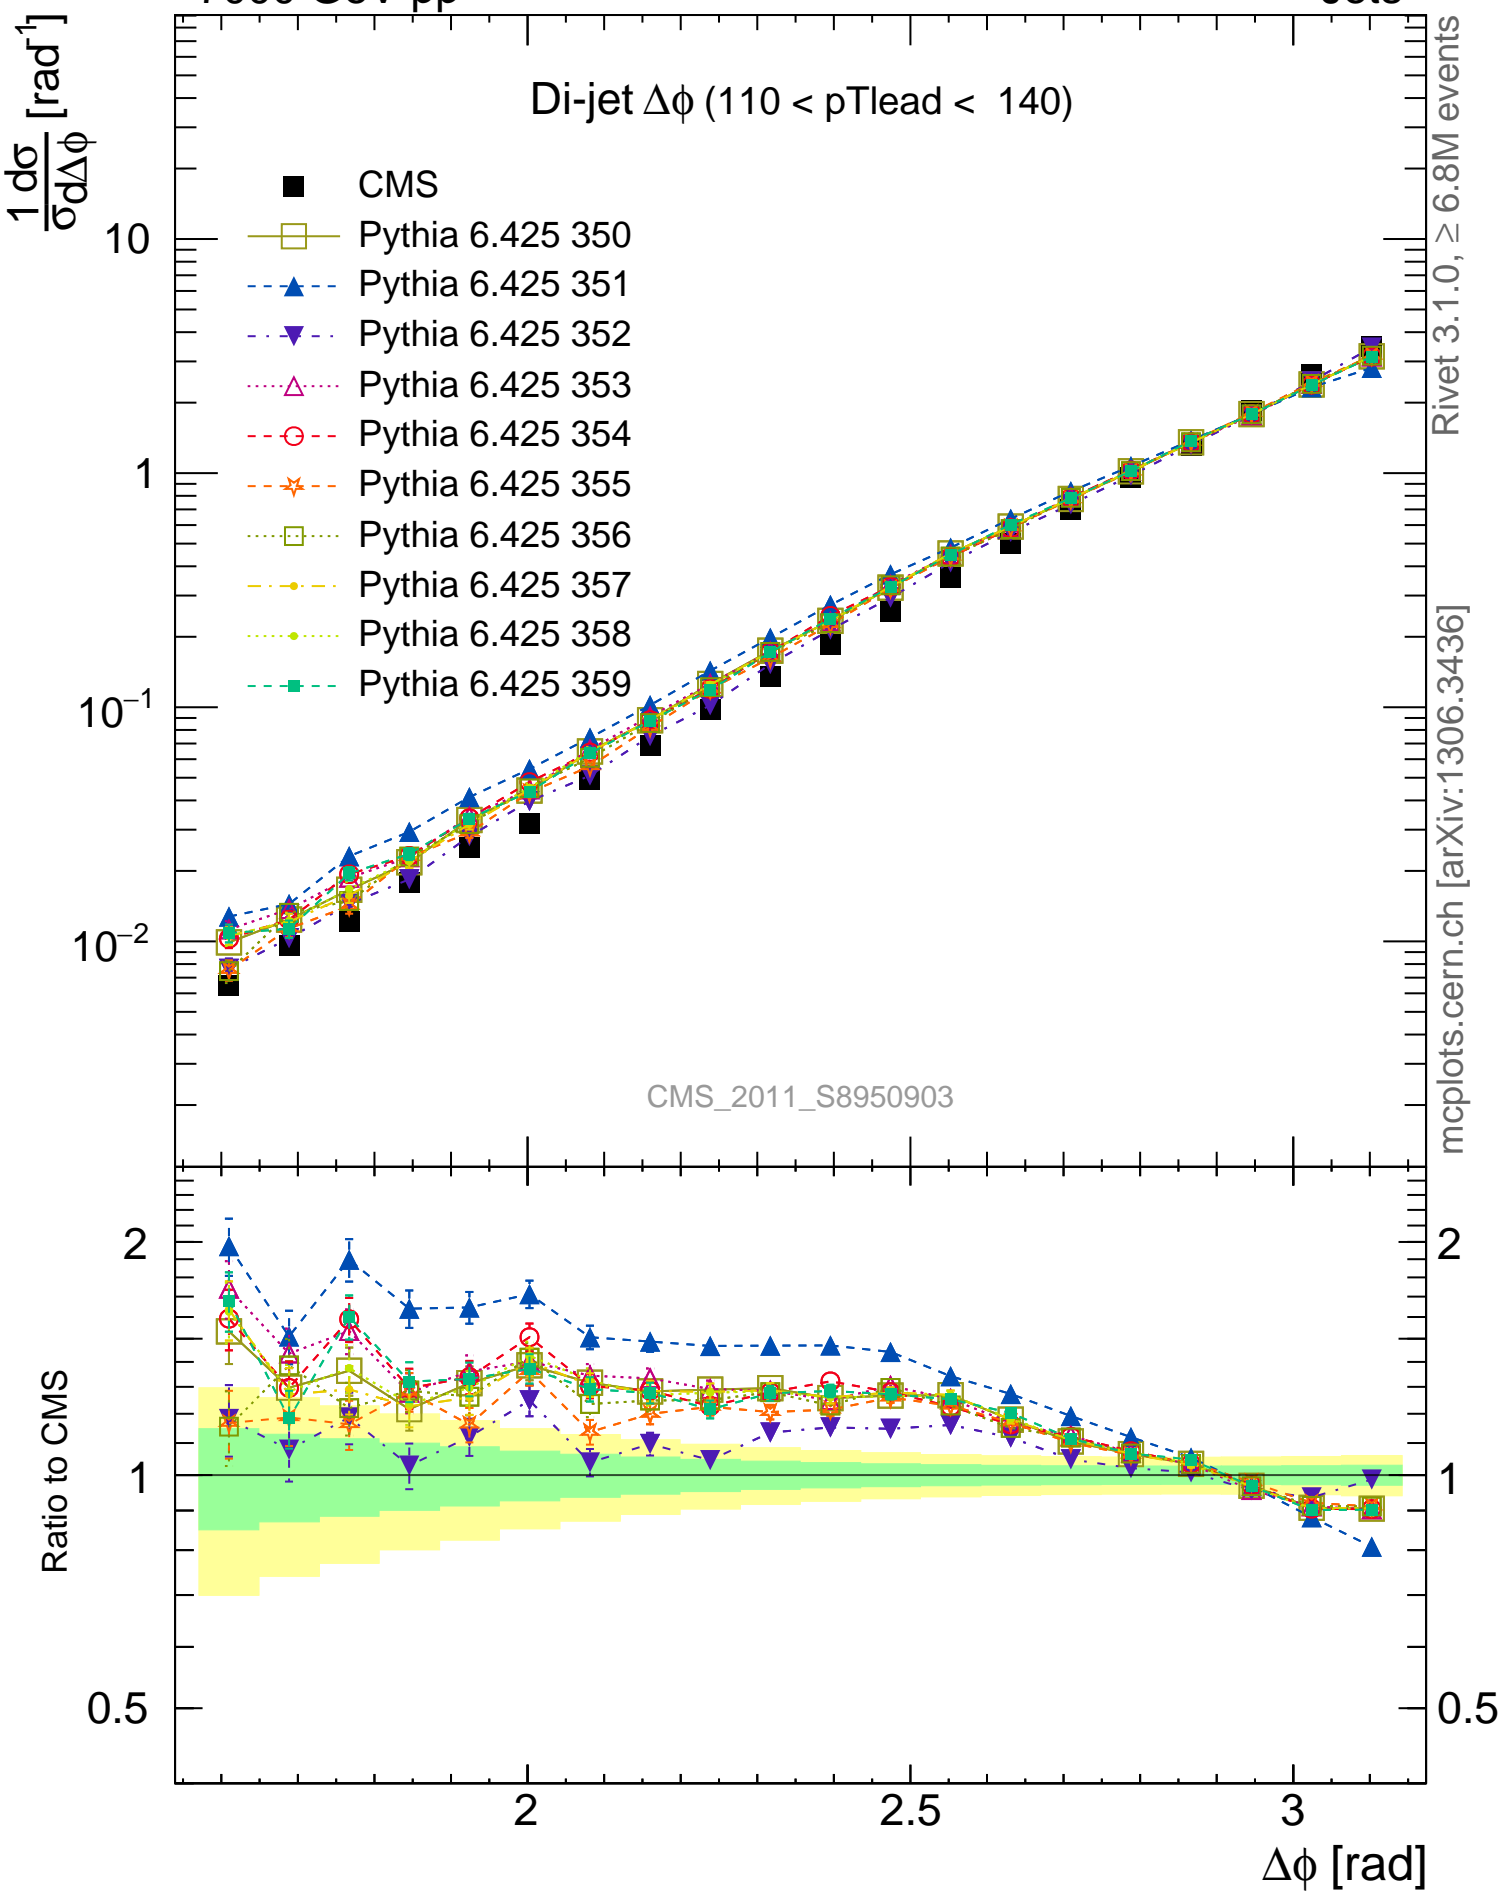 7000 GeV pp
Jets
Di-jet Δϕ (110 < pTlead < 140)
1 dσ
σ dΔϕ [rad⁻¹]
CMS
Pythia 6.425 350
Pythia 6.425 351
Pythia 6.425 352
Pythia 6.425 353
Pythia 6.425 354
Pythia 6.425 355
Pythia 6.425 356
Pythia 6.425 357
Pythia 6.425 358
Pythia 6.425 359
10
1
10⁻¹
10⁻²
CMS_2011_S8950903
Rivet 3.1.0, ≥ 6.8M events
mcplots.cern.ch [arXiv:1306.3436]
Ratio to CMS
2
1
0.5
2
1
0.5
2
2.5
3
Δϕ [rad]